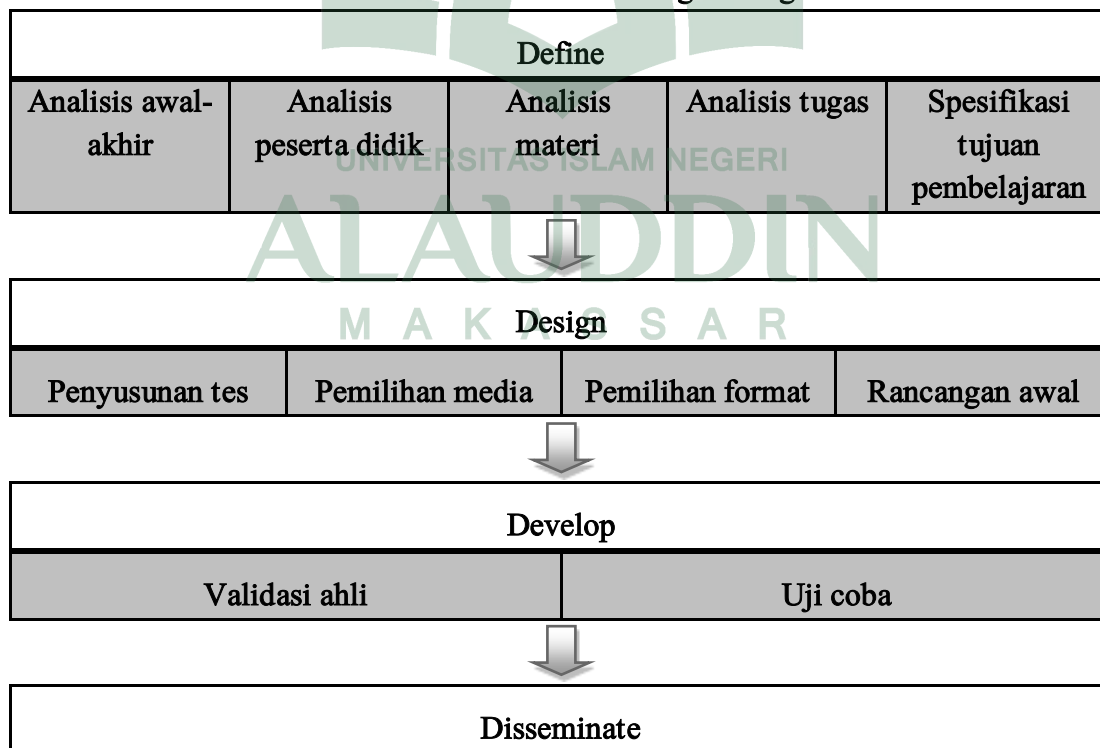 Define
Analisis awal-
akhir
Analisis
peserta didik
Analisis
materi
Analisis tugas
Spesifikasi
tujuan
pembelajaran
UNIVERSITAS ISLAM NEGERI
ALAUDDIN
MAKASSAR
Design
Penyusunan tes
Pemilihan media
Pemilihan format
Rancangan awal
Develop
Validasi ahli
Uji coba
Disseminate